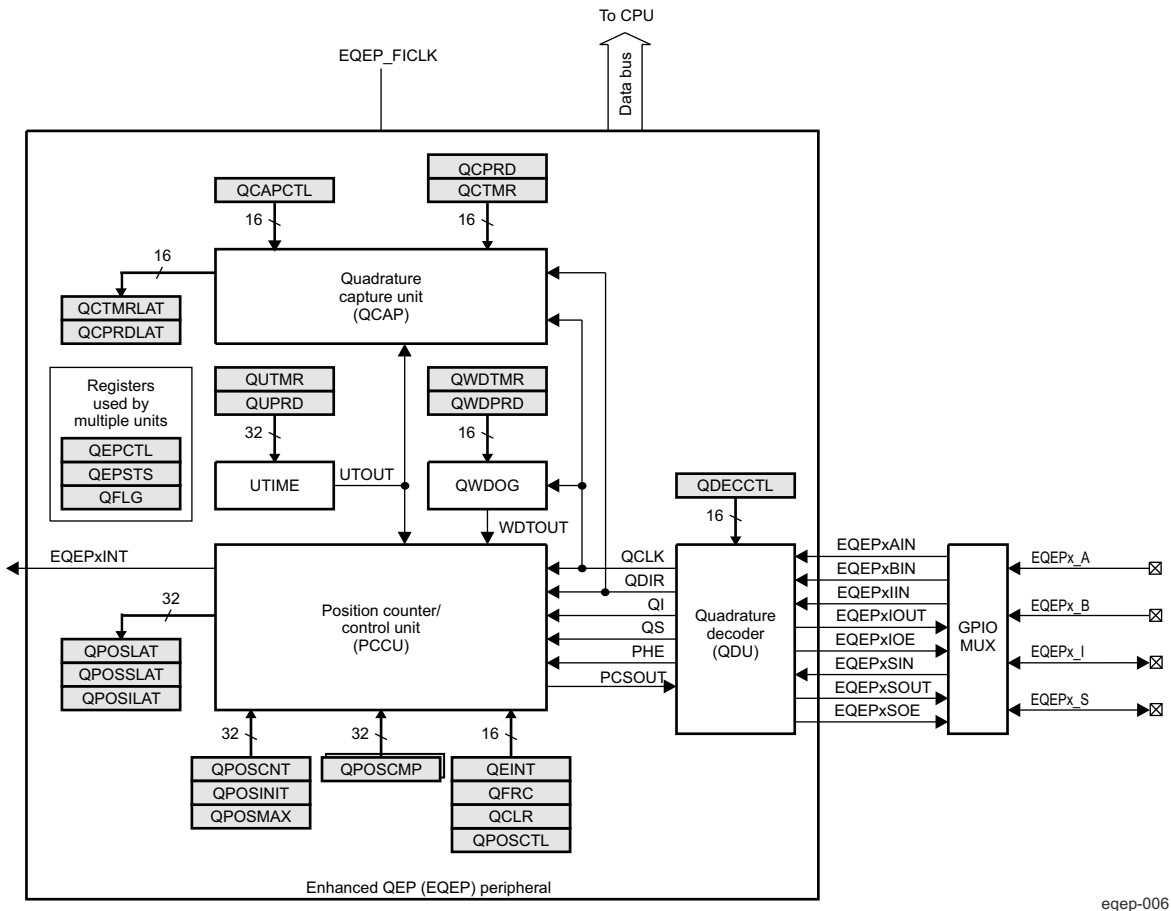 To CPU
EQEP_FICLK
Data bus
QCPRD
QCAPCTL
QCTMR
16
16
16
Quadrature
capture unit
(QCAP)
QCTMRLAT
QCPRDLAT
Registers
used by
multiple units
QEPCTL
QEPSTS
QFLG
QUTMR
QUPRD
32
UTIME
UTOUT
QWDTMR
QWDPRD
16
QWDOG
WDTOUT
QDECCTL
16
EQEPxINT
32
QPOSLAT
QPOSSLAT
QPOSILAT
Position counter/
control unit
(PCCU)
QCLK
QDIR
QI
QS
PHE
PCSOUT
Quadrature
decoder
(QDU)
EQEPxAIN
EQEPxBIN
EQEPxIIN
EQEPxIOUT
EQEPxIOE
EQEPxSIN
EQEPxSOUT
EQEPxSOE
GPIO
MUX
EQEPx_A
EQEPx_B
EQEPx_I
EQEPx_S
32
32
16
QPOSCNT
QPOSINIT
QPOSMAX
QPOSCMP
QEINT
QFRC
QCLR
QPOSCTL
Enhanced QEP (EQEP) peripheral
eqep-006